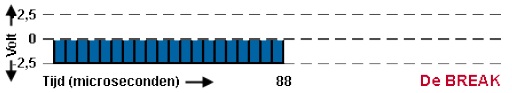 +2,5
Volt
0
-2,5
Tijd (microseconden)
88
De BREAK